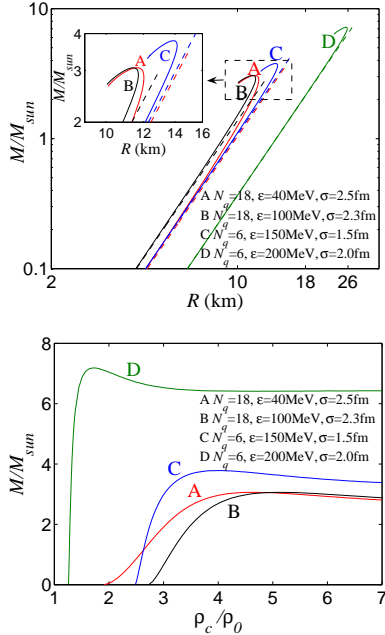 8
4
3
2
10
12
14
16
R (km)
M/M_sun
A
B
C
A
B
C
D
M/M_sun
1.0
0.1
A N_q=18, ε=40MeV, σ=2.5fm
B N_q=18, ε=100MeV, σ=2.3fm
C N_q=6, ε=150MeV, σ=1.5fm
D N_q=6, ε=200MeV, σ=2.0fm
2
10
18
26
R (km)
8
6
4
2
0
M/M_sun
D
C
A
B
A N_q=18, ε=40MeV, σ=2.5fm
B N_q=18, ε=100MeV, σ=2.3fm
C N_q=6, ε=150MeV, σ=1.5fm
D N_q=6, ε=200MeV, σ=2.0fm
1
2
3
4
5
6
7
ρ_c/ρ_0